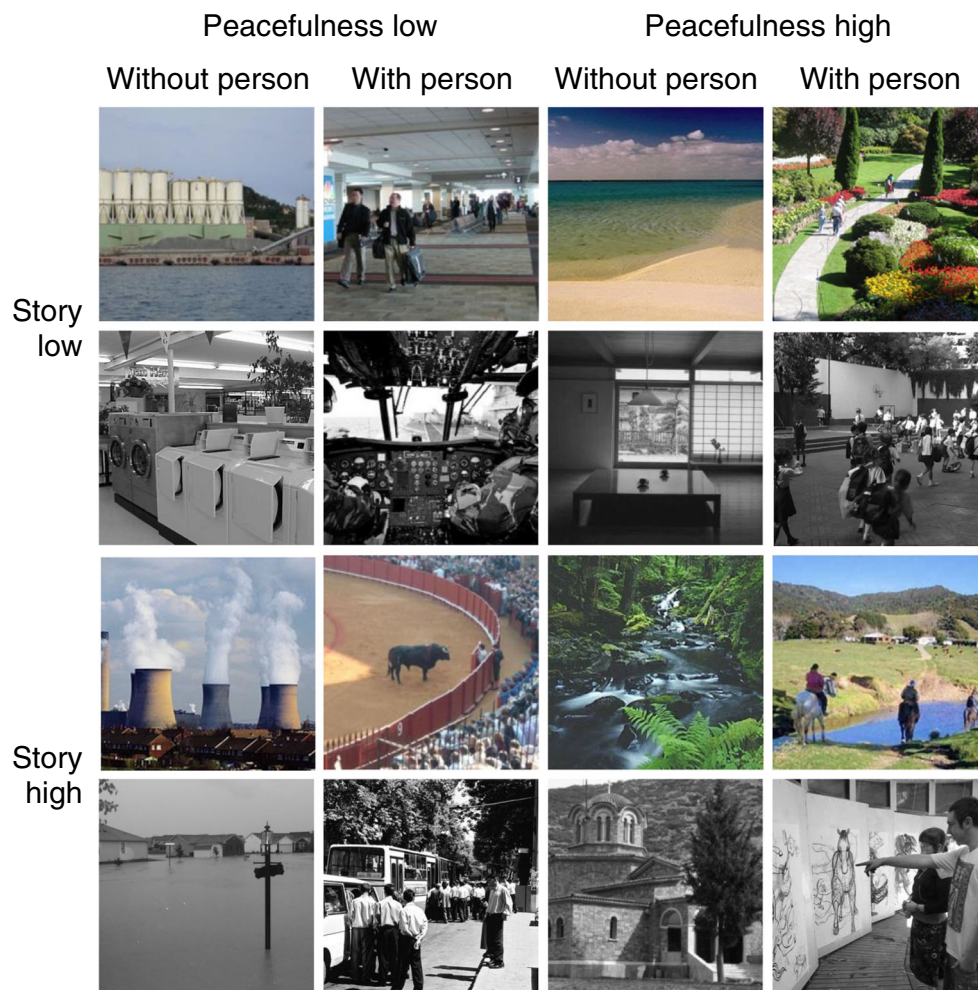 Peacefulness low
Peacefulness high
Without person
With person
Without person
With person
Story
low
Story
high